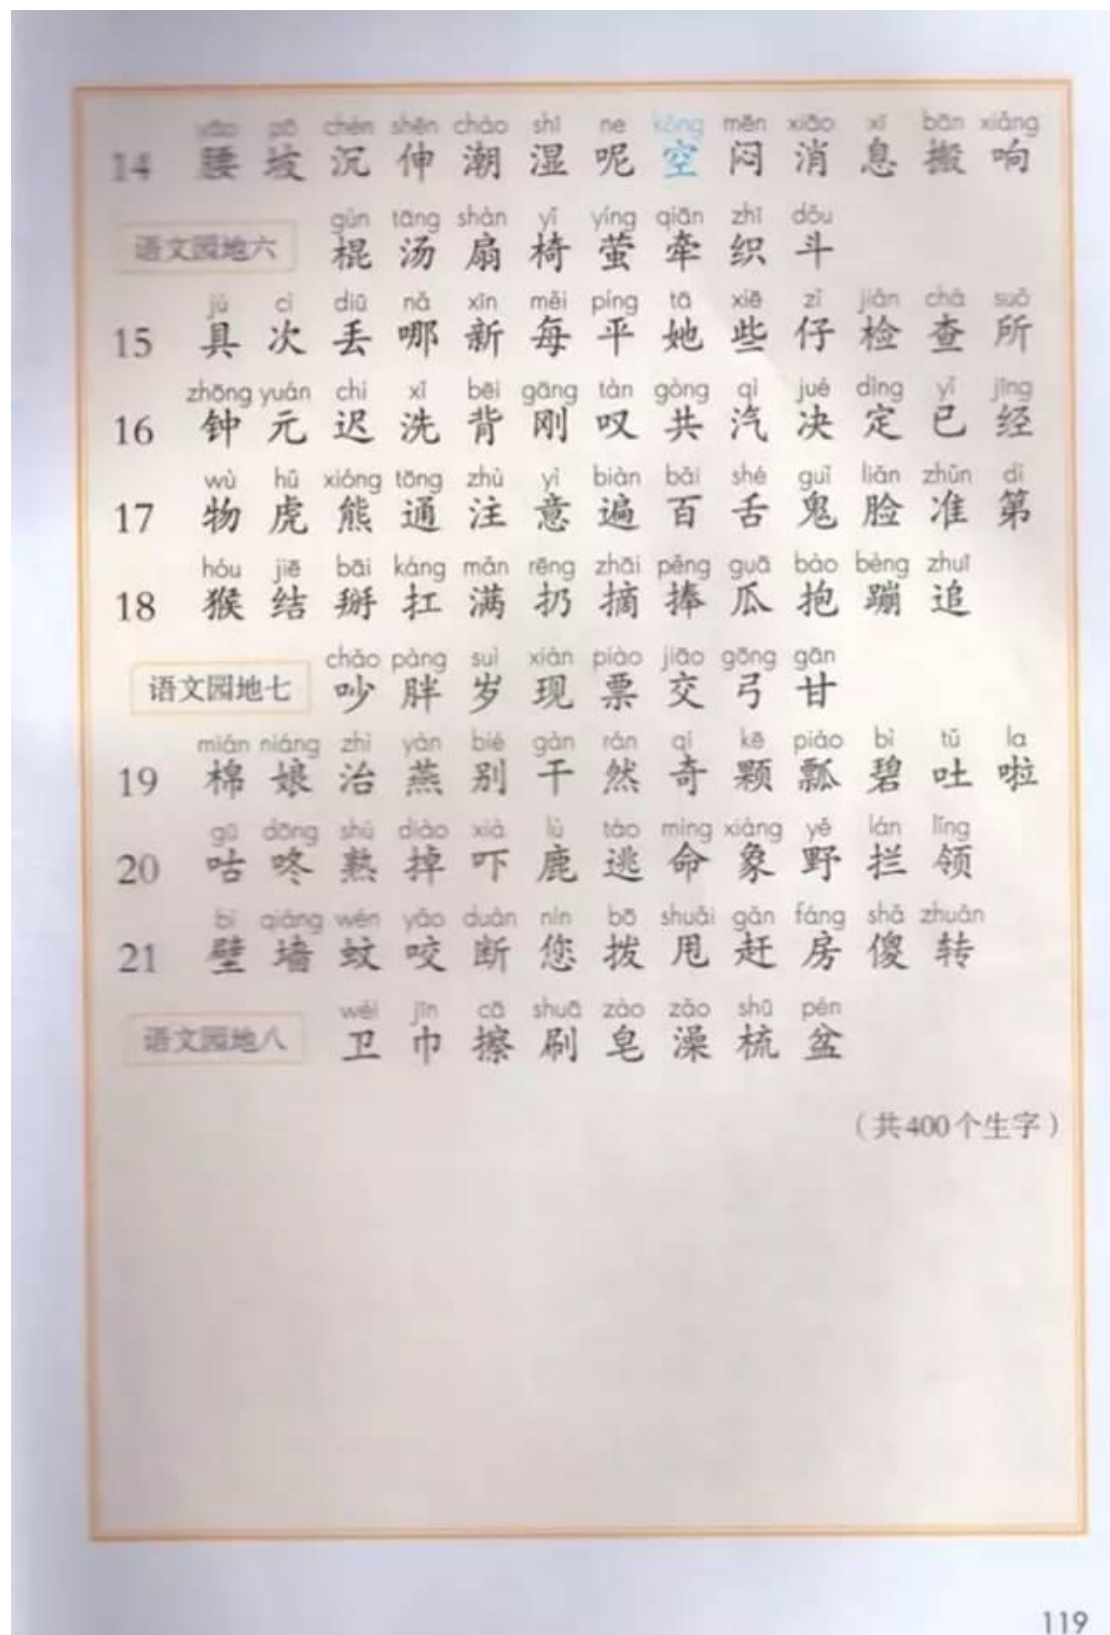 yāo pō chén shēn cháo shī ne kòng mēn xiāo xi bān xiǎng
14 腰 坡 沉 伸 潮 湿 呢 空 闷 消 息 搬 响
gùn tāng shàn yǐ yíng qiān zhī dǒu
语文园地六 棍 汤 扇 椅 萤 牵 织 斗
jù cì diū nǎ xīn měi píng tā xiē zǐ jiǎn chá suǒ
15 具 次 丢 哪 新 每 平 她 些 仔 检 查 所
zhōng yuán chí xǐ bēi gāng tàn gòng qì jué dìng yǐ jīng
16 钟 元 迟 洗 背 刚 叹 共 汽 决 定 已 经
wù hǔ xióng tōng zhù yì biàn bǎi shé guǐ liǎn zhǔn dì
17 物 虎 熊 通 注 意 遍 百 舌 鬼 脸 准 第
hóu jiē bāi káng mǎn rēng zhāi pěng guā bào bèng zhuī
18 猴 结 掰 扛 满 扔 摘 捧 瓜 抱 蹦 追
chǎo pàng suì xiàn piào jiāo gōng gān
语文园地七 吵 胖 岁 现 票 交 弓 甘
mián niáng zhì yàn bié gàn rán qí kē piáo bì tǔ la
19 棉 娘 治 燕 别 干 然 奇 颗 瓢 碧 吐 啦
gū dōng shú diào xià lù táo mìng xiàng yě lán lǐng
20 咕 咚 熟 掉 吓 鹿 逃 命 象 野 拦 领
bì qiáng wén yǎo duàn nín bō shuǎi gǎn fáng shǎ zhuǎn
21 壁 墙 蚊 咬 断 您 拨 甩 赶 房 傻 转
wèi jīn cā shuā zào zǎo shū pén
语文园地八 卫 巾 擦 刷 皂 澡 梳 盆
（共400个生字）
119